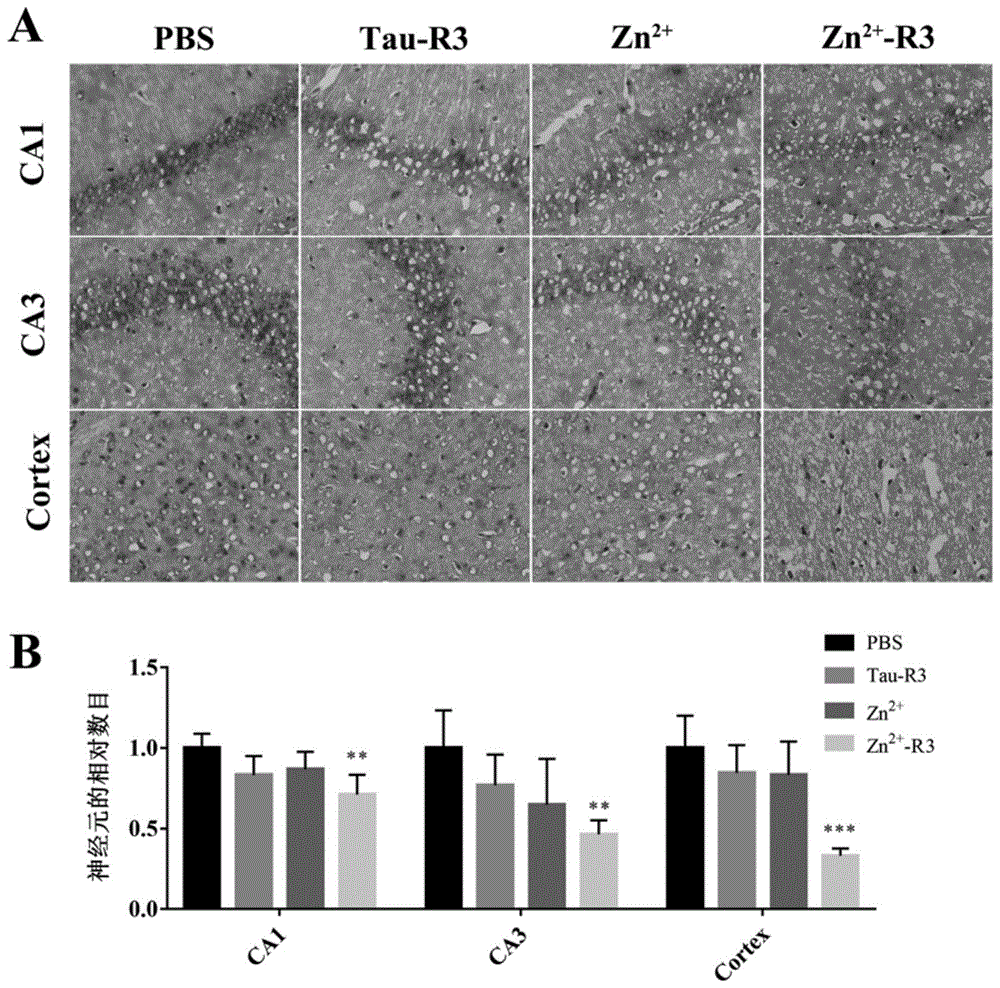 A
PBS
Tau-R3
Zn²⁺
Zn²⁺-R3
CA1
CA3
Cortex
B
神经元的相对数目
1.5
1.0
0.5
0.0
**
**
***
CA1
CA3
Cortex
PBS
Tau-R3
Zn²⁺
Zn²⁺-R3